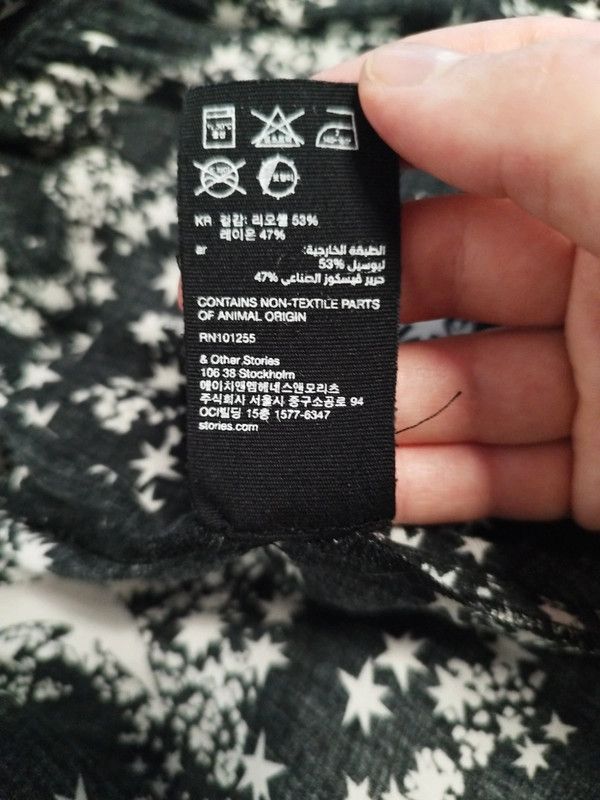 KR 겉감: 리오셀 53%
레이온 47%
ar الطبقة الخارجية:
ليوسيل 53%
حرير ڤيسكوز الصناعي 47%
CONTAINS NON-TEXTILE PARTS
OF ANIMAL ORIGIN
RN101255
& Other Stories
106 38 Stockholm
에이치앤엠헤네스앤모리츠
주식회사 서울시 중구소공로 94
OCI빌딩 15층 1577-6347
stories.com